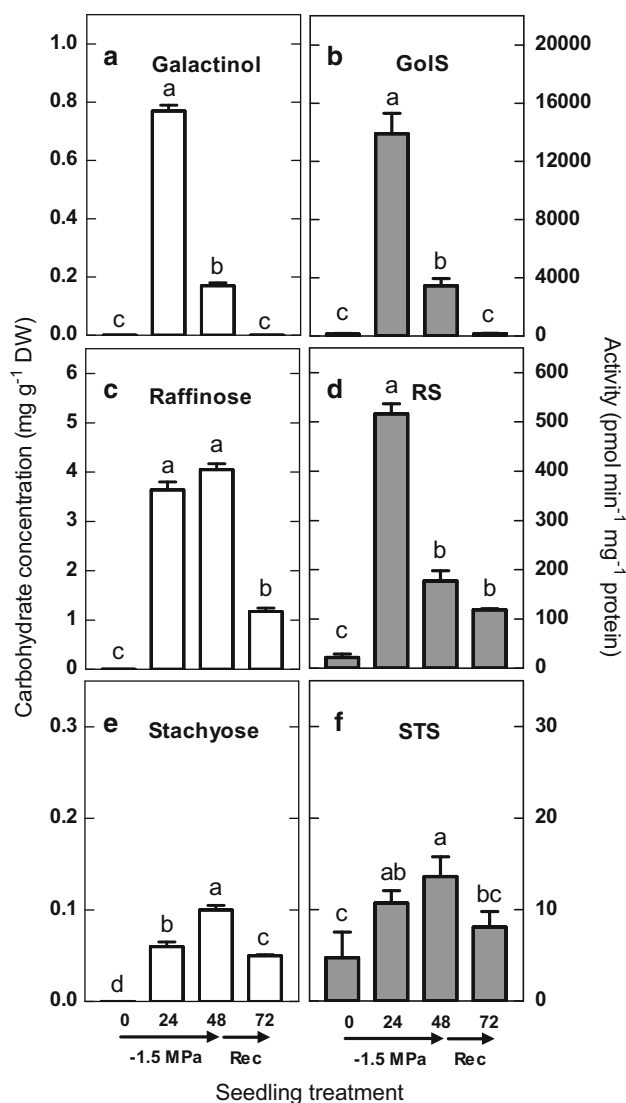 Carbohydrate concentration (mg g⁻¹ DW)
Activity (pmol min⁻¹ mg⁻¹ protein)
a Galactinol
1.0
0.8
0.6
0.4
0.2
0.0
c a b c
b GolS
20000
16000
12000
8000
4000
0
c a b c
c Raffinose
6
5
4
3
2
1
0
c a a b
d RS
600
500
400
300
200
100
0
c a b b
e Stachyose
0.3
0.2
0.1
0.0
d b a c
f STS
30
20
10
0
c ab a bc
0 24 48 72
-1.5 MPa Rec
0 24 48 72
-1.5 MPa Rec
Seedling treatment